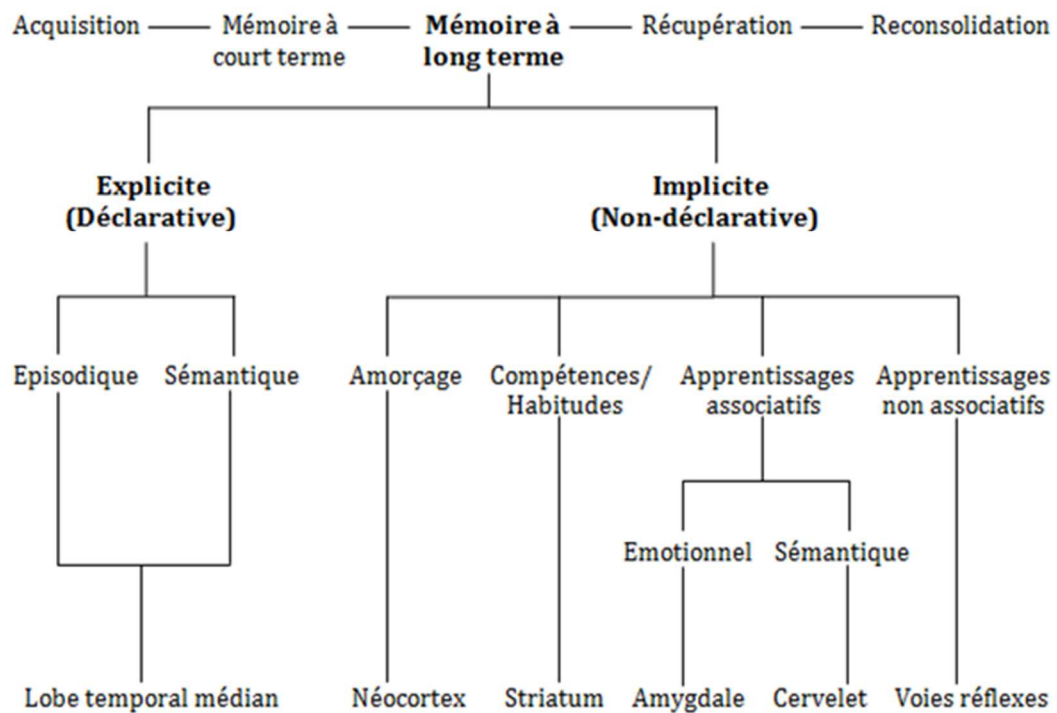 Acquisition Mémoire à court terme Mémoire à long terme Récupération Reconsolidation
Explicite (Déclarative) Implicite (Non-déclarative)
Episodique Sémantique Amorçage Compétences/ Habitudes Apprentissages associatifs Apprentissages non associatifs
Emotionnel Sémantique
Lobe temporal médian Néocortex Striatum Amygdale Cervelet Voies réflexes